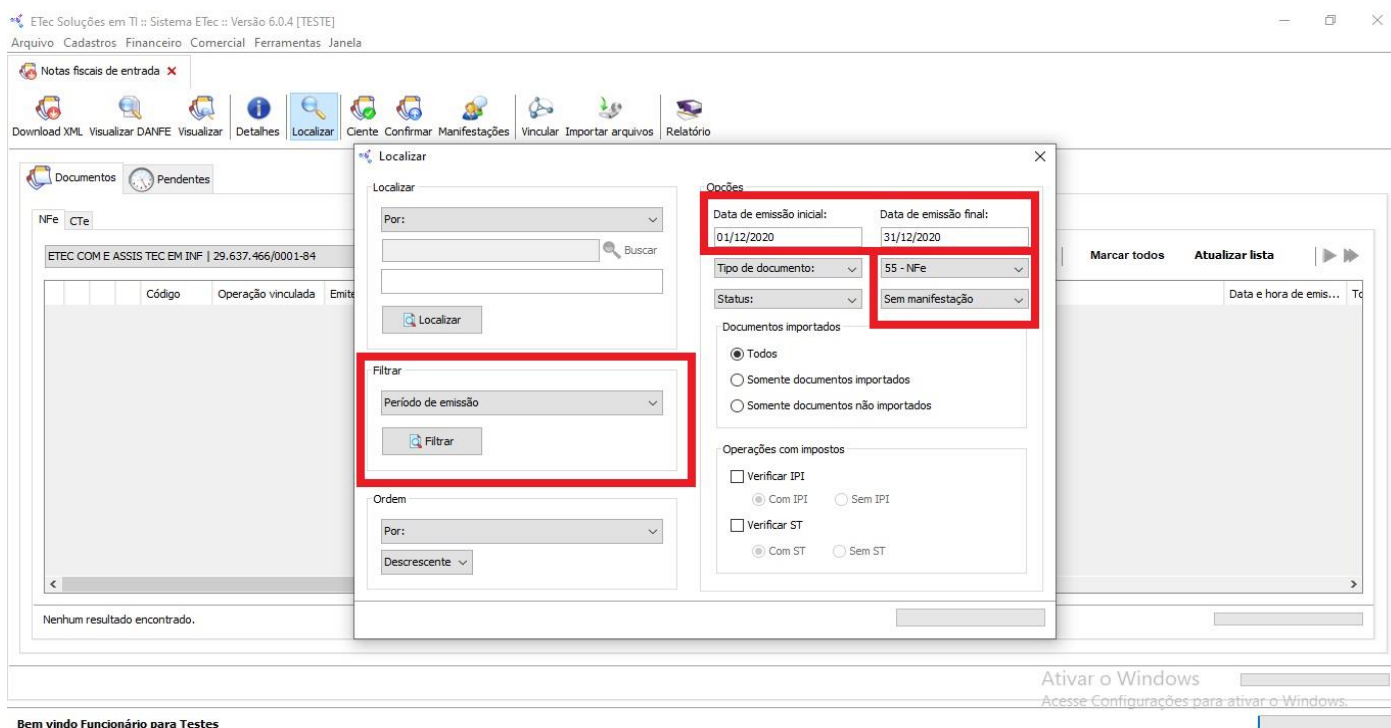 ETec Soluções em TI :: Sistema ETec :: Versão 6.0.4 [TESTE]
Arquivo Cadastros Financeiro Comercial Ferramentas Janela
Notas fiscais de entrada
Download XML Visualizar DANFE Visualizar Detalhes Localizar Ciente Confirmar Manifestações Vincular Importar arquivos Relatório
Documentos Pendentes
NFe CTe
ETEC COM E ASSIS TEC EM INF | 29.637.466/0001-84
Marcar todos Atualizar lista
Código Operação vinculada Emite
Data e hora de emis... To
Nenhum resultado encontrado.
Localizar
Localizar
Por:
Buscar
Localizar
Filtrar
Período de emissão
Filtrar
Ordem
Por:
Descrescente
Opções
Data de emissão inicial: Data de emissão final:
01/12/2020 31/12/2020
Tipo de documento: 55 - NFe
Status: Sem manifestação
Documentos importados
Todos
Somente documentos importados
Somente documentos não importados
Operações com impostos
Verificar IPI
Com IPI Sem IPI
Verificar ST
Com ST Sem ST
Ativar o Windows
Acesse Configurações para ativar o Windows.
Bem vindo Funcionário para Testes